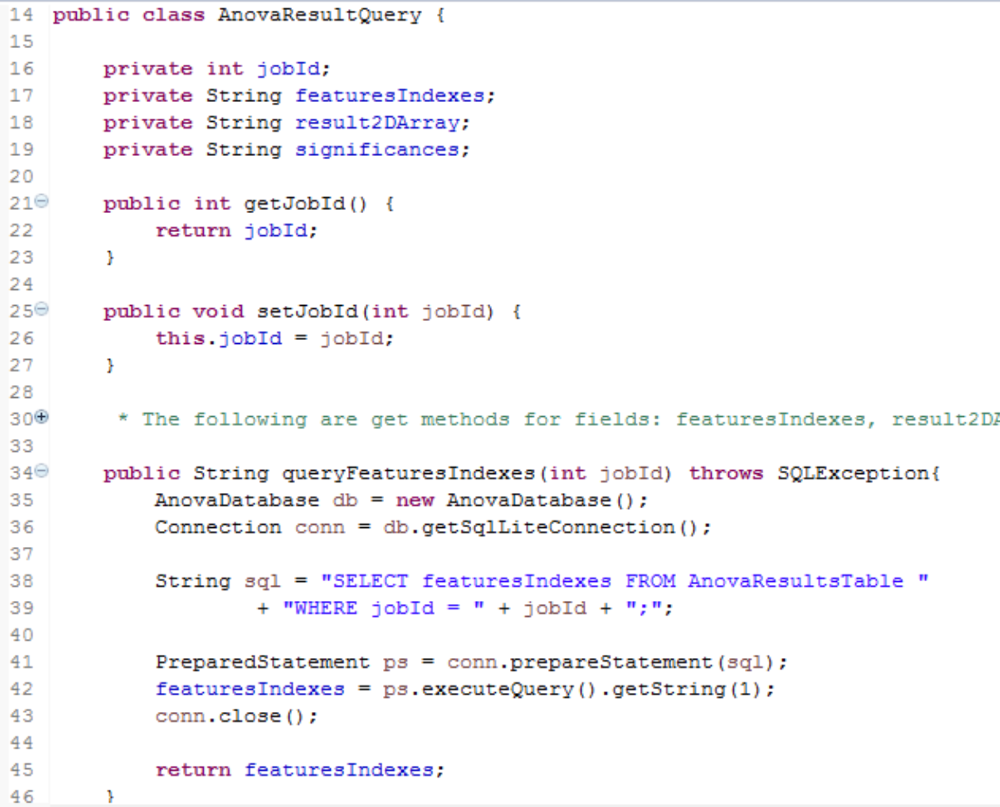 14 public class AnovaResultQuery {
15
16 private int jobId;
17 private String featuresIndexes;
18 private String result2DArray;
19 private String significances;
20
21 public int getJobId() {
22 return jobId;
23 }
24
25 public void setJobId(int jobId) {
26 this.jobId = jobId;
27 }
28
30 * The following are get methods for fields: featuresIndexes, result2DA
33
34 public String queryFeaturesIndexes(int jobId) throws SQLException{
35 AnovaDatabase db = new AnovaDatabase();
36 Connection conn = db.getSqlLiteConnection();
37
38 String sql = "SELECT featuresIndexes FROM AnovaResultsTable "
39 + "WHERE jobId = " + jobId + ";";
40
41 PreparedStatement ps = conn.prepareStatement(sql);
42 featuresIndexes = ps.executeQuery().getString(1);
43 conn.close();
44
45 return featuresIndexes;
46 }